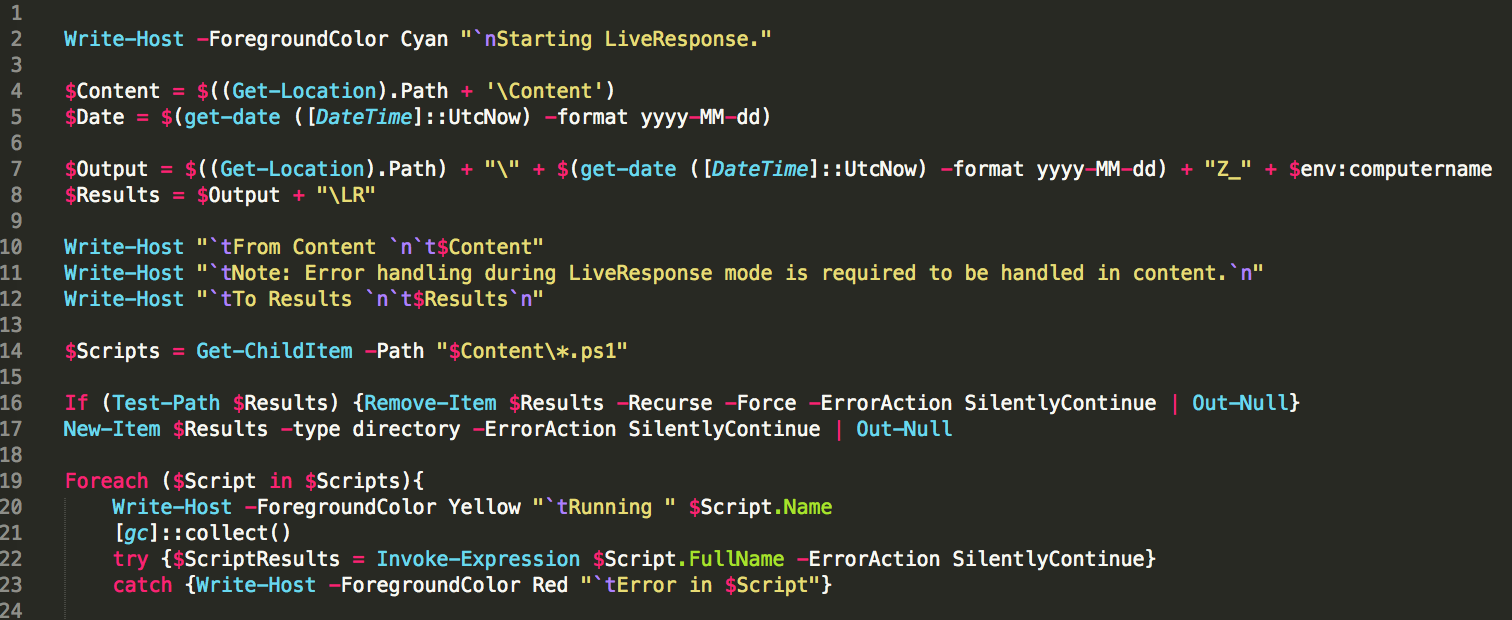 1
2 Write-Host -ForegroundColor Cyan "`nStarting LiveResponse."
3
4 $Content = $((Get-Location).Path + '\Content')
5 $Date = $(get-date ([DateTime]::UtcNow) -format yyyy-MM-dd)
6
7 $Output = $((Get-Location).Path) + "\" + $(get-date ([DateTime]::UtcNow) -format yyyy-MM-dd) + "Z_" + $env:computername
8 $Results = $Output + "\LR"
9
10 Write-Host "`tFrom Content `n`t$Content"
11 Write-Host "`tNote: Error handling during LiveResponse mode is required to be handled in content.`n"
12 Write-Host "`tTo Results `n`t$Results`n"
13
14 $Scripts = Get-ChildItem -Path "$Content\*.ps1"
15
16 If (Test-Path $Results) {Remove-Item $Results -Recurse -Force -ErrorAction SilentlyContinue | Out-Null}
17 New-Item $Results -type directory -ErrorAction SilentlyContinue | Out-Null
18
19 Foreach ($Script in $Scripts){
20     Write-Host -ForegroundColor Yellow "`tRunning " $Script.Name
21     [gc]::collect()
22     try {$ScriptResults = Invoke-Expression $Script.FullName -ErrorAction SilentlyContinue}
23     catch {Write-Host -ForegroundColor Red "`tError in $Script"}
24